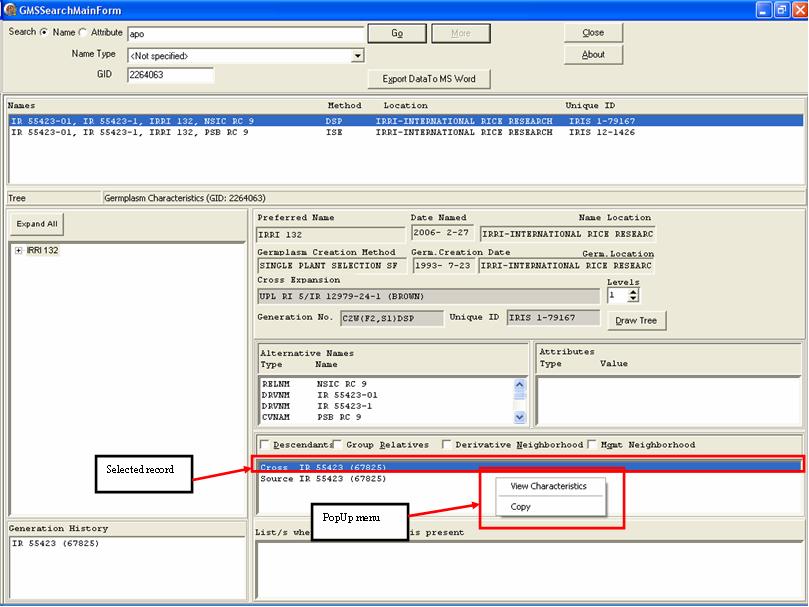 GMSSearchMainForm
Search Name Attribute apo Go More Close
Name Type <Not specified> About
GID 2264063 Export DataTo MS Word
Names Method Location Unique ID
IR 55423-01, IR 55423-1, IRRI 132, NSIC RC 9 DSP IRRI-INTERNATIONAL RICE RESEARCH IRIS 1-79167
IR 55423-01, IR 55423-1, IRRI 132, PSB RC 9 ISE IRRI-INTERNATIONAL RICE RESEARCH IRIS 12-1426
Tree Germplasm Characteristics (GID: 2264063)
Expand All
IRRI 132
Preferred Name Date Named Name Location
IRRI 132 2006- 2-27 IRRI-INTERNATIONAL RICE RESEARC
Germplasm Creation Method Germ.Creation Date Germ.Location
SINGLE PLANT SELECTION SF 1993- 7-23 IRRI-INTERNATIONAL RICE RESEARC
Cross Expansion Levels
UPL RI 5/IR 12979-24-1 (BROWN) 1
Generation No. C2W(F2,S1)DSP Unique ID IRIS 1-79167 Draw Tree
Alternative Names
Type Name
RELNM NSIC RC 9
DRVNM IR 55423-01
DRVNM IR 55423-1
CVNAM PSB RC 9
Attributes
Type Value
Descendants Group Relatives Derivative Neighborhood Mgmt Neighborhood
Cross IR 55423 (67825)
Source IR 55423 (67825)
View Characteristics
Copy
Selected record
PopUp menu
Generation History
IR 55423 (67825)
List/s whe is present